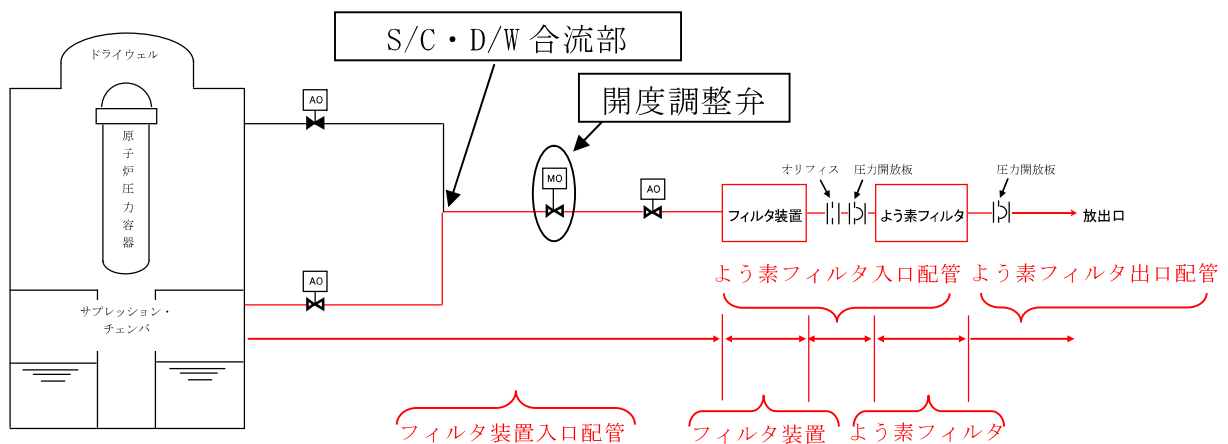 S/C・D/W 合流部
ドライウェル
開度調整弁
AO
原子炉圧力容器
MO
AO
オリフィス
圧力開放板
圧力開放板
フィルタ装置
よう素フィルタ
放出口
AO
よう素フィルタ入口配管
よう素フィルタ出口配管
サプレッション・
チェンバ
フィルタ装置入口配管
フィルタ装置
よう素フィルタ